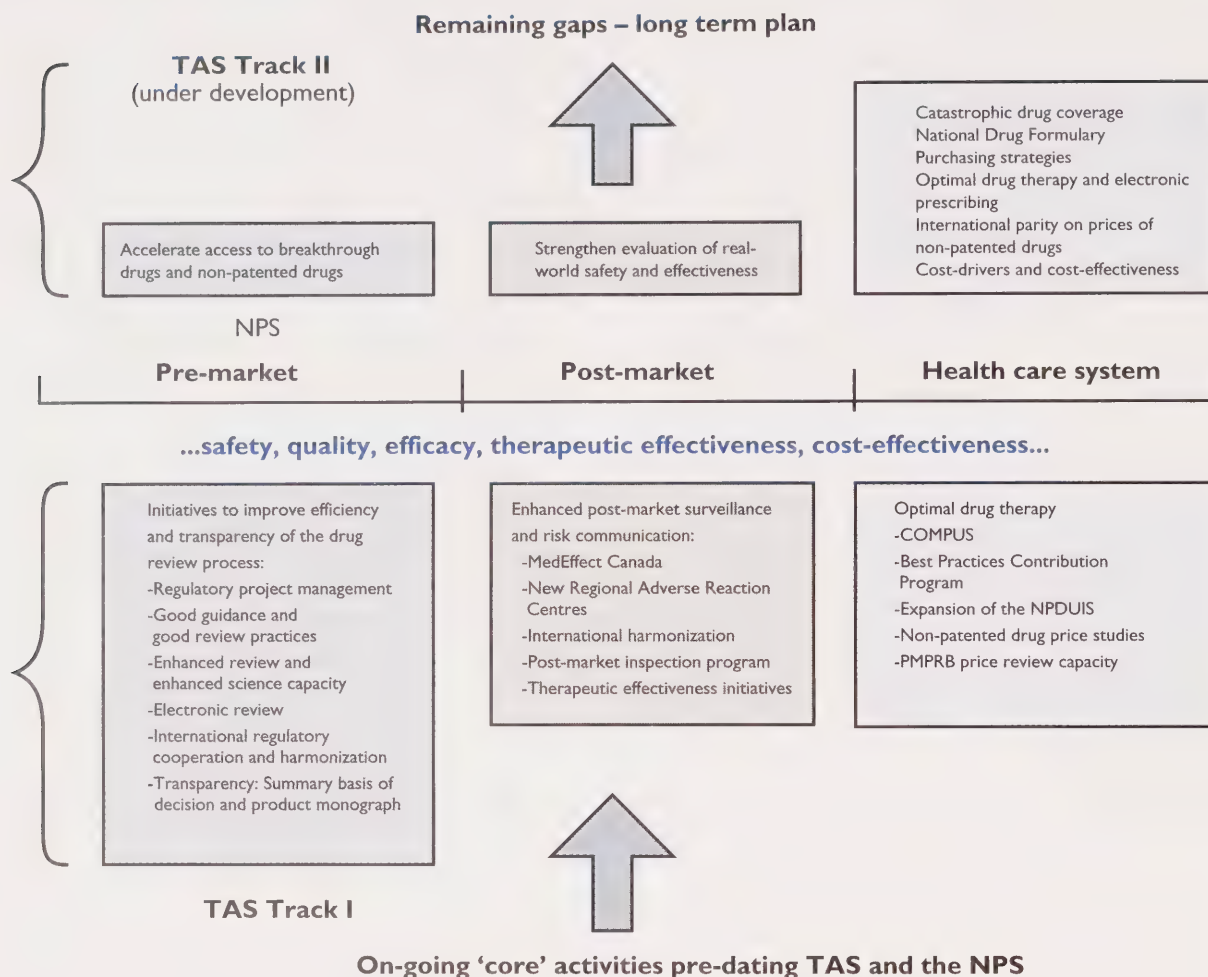 Remaining gaps – long term plan
TAS Track II
(under development)
Accelerate access to breakthrough
drugs and non-patented drugs
Strengthen evaluation of real-
world safety and effectiveness
Catastrophic drug coverage
National Drug Formulary
Purchasing strategies
Optimal drug therapy and electronic
prescribing
International parity on prices of
non-patented drugs
Cost-drivers and cost-effectiveness
NPS
Pre-market
Post-market
Health care system
...safety, quality, efficacy, therapeutic effectiveness, cost-effectiveness...
Initiatives to improve efficiency
and transparency of the drug
review process:
-Regulatory project management
-Good guidance and
good review practices
-Enhanced review and
enhanced science capacity
-Electronic review
-International regulatory
cooperation and harmonization
-Transparency: Summary basis of
decision and product monograph
Enhanced post-market surveillance
and risk communication:
-MedEffect Canada
-New Regional Adverse Reaction
Centres
-International harmonization
-Post-market inspection program
-Therapeutic effectiveness initiatives
Optimal drug therapy
-COMPUS
-Best Practices Contribution
Program
-Expansion of the NPDUIS
-Non-patented drug price studies
-PMPRB price review capacity
TAS Track I
On-going ‘core’ activities pre-dating TAS and the NPS